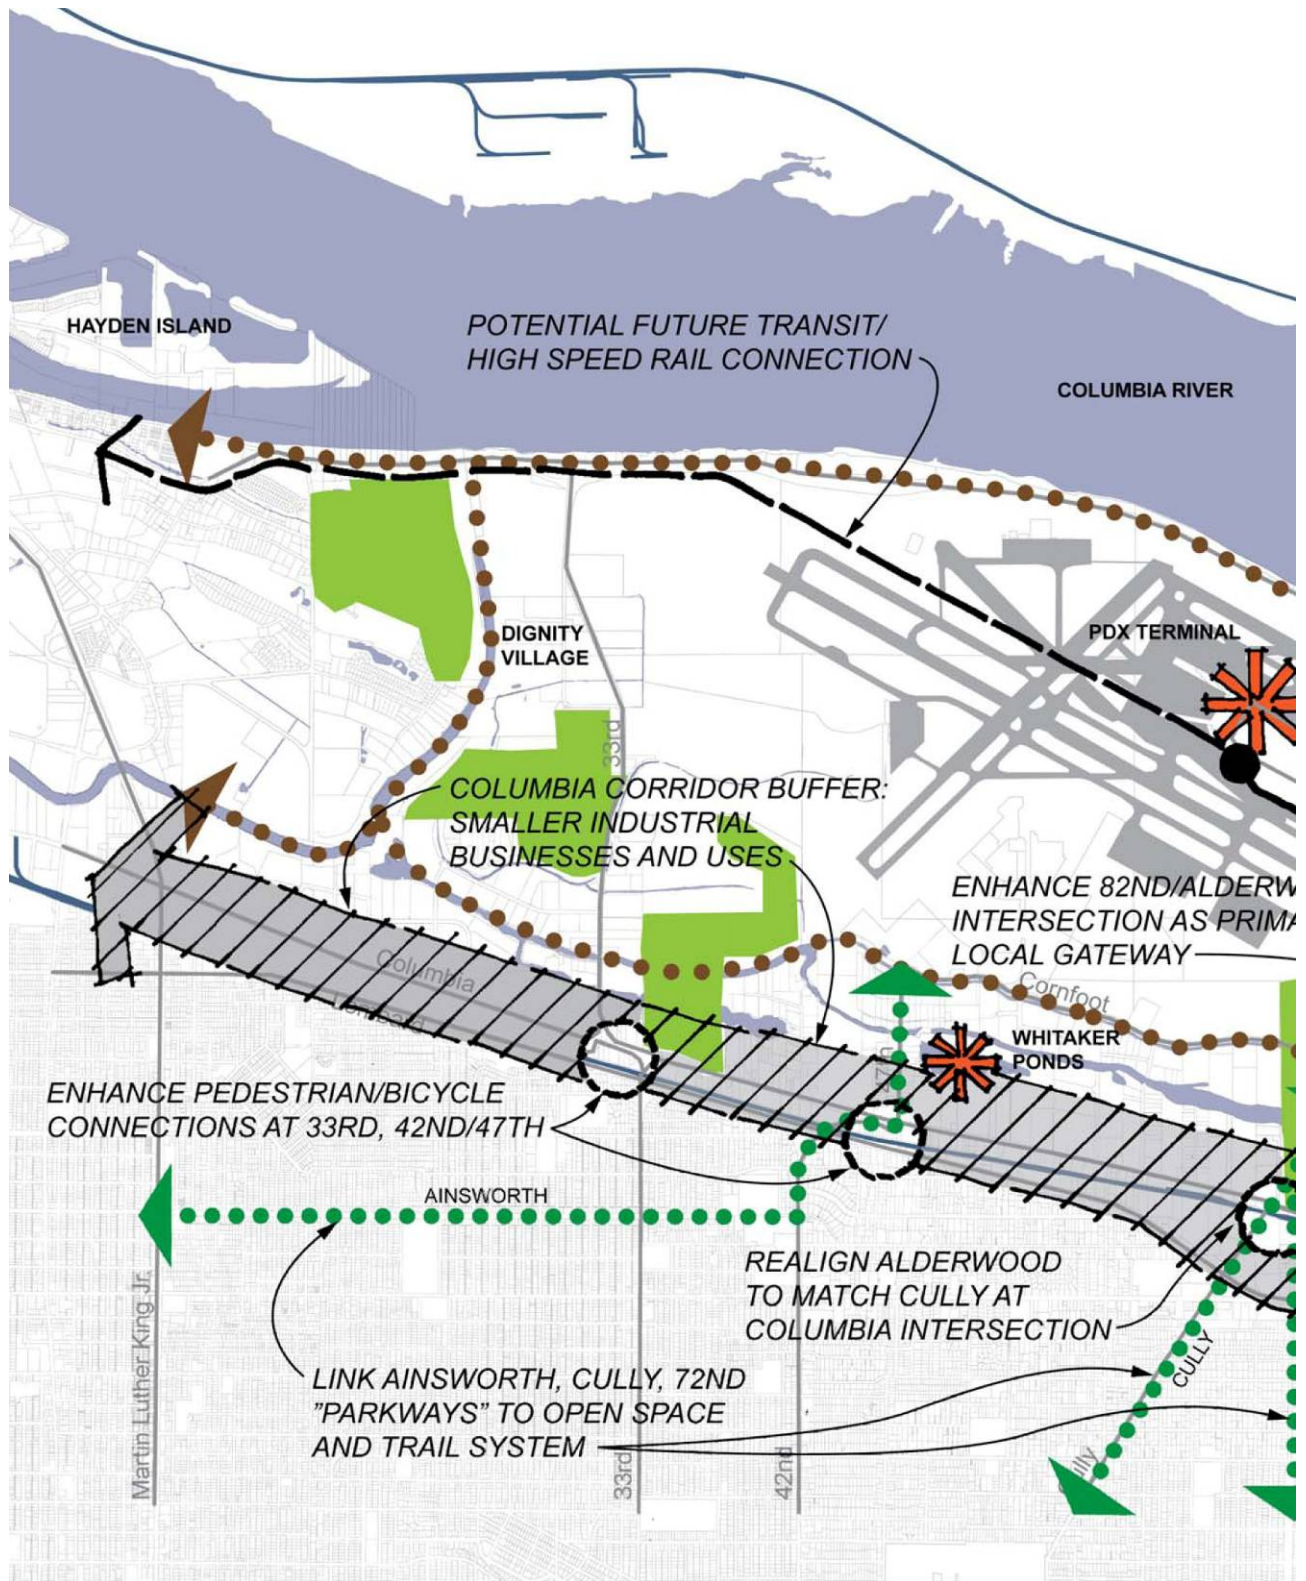 HAYDEN ISLAND
POTENTIAL FUTURE TRANSIT/
HIGH SPEED RAIL CONNECTION
COLUMBIA RIVER
DIGNITY
VILLAGE
PDX TERMINAL
33rd
COLUMBIA CORRIDOR BUFFER:
SMALLER INDUSTRIAL
BUSINESSES AND USES
ENHANCE 82ND/ALDERW
INTERSECTION AS PRIMA
LOCAL GATEWAY
Columbia
Cornfoot
WHITAKER
PONDS
ENHANCE PEDESTRIAN/BICYCLE
CONNECTIONS AT 33RD, 42ND/47TH
AINSWORTH
REALIGN ALDERWOOD
TO MATCH CULLY AT
COLUMBIA INTERSECTION
CULLY
LINK AINSWORTH, CULLY, 72ND
"PARKWAYS" TO OPEN SPACE
AND TRAIL SYSTEM
Martin Luther King Jr.
33rd
42nd